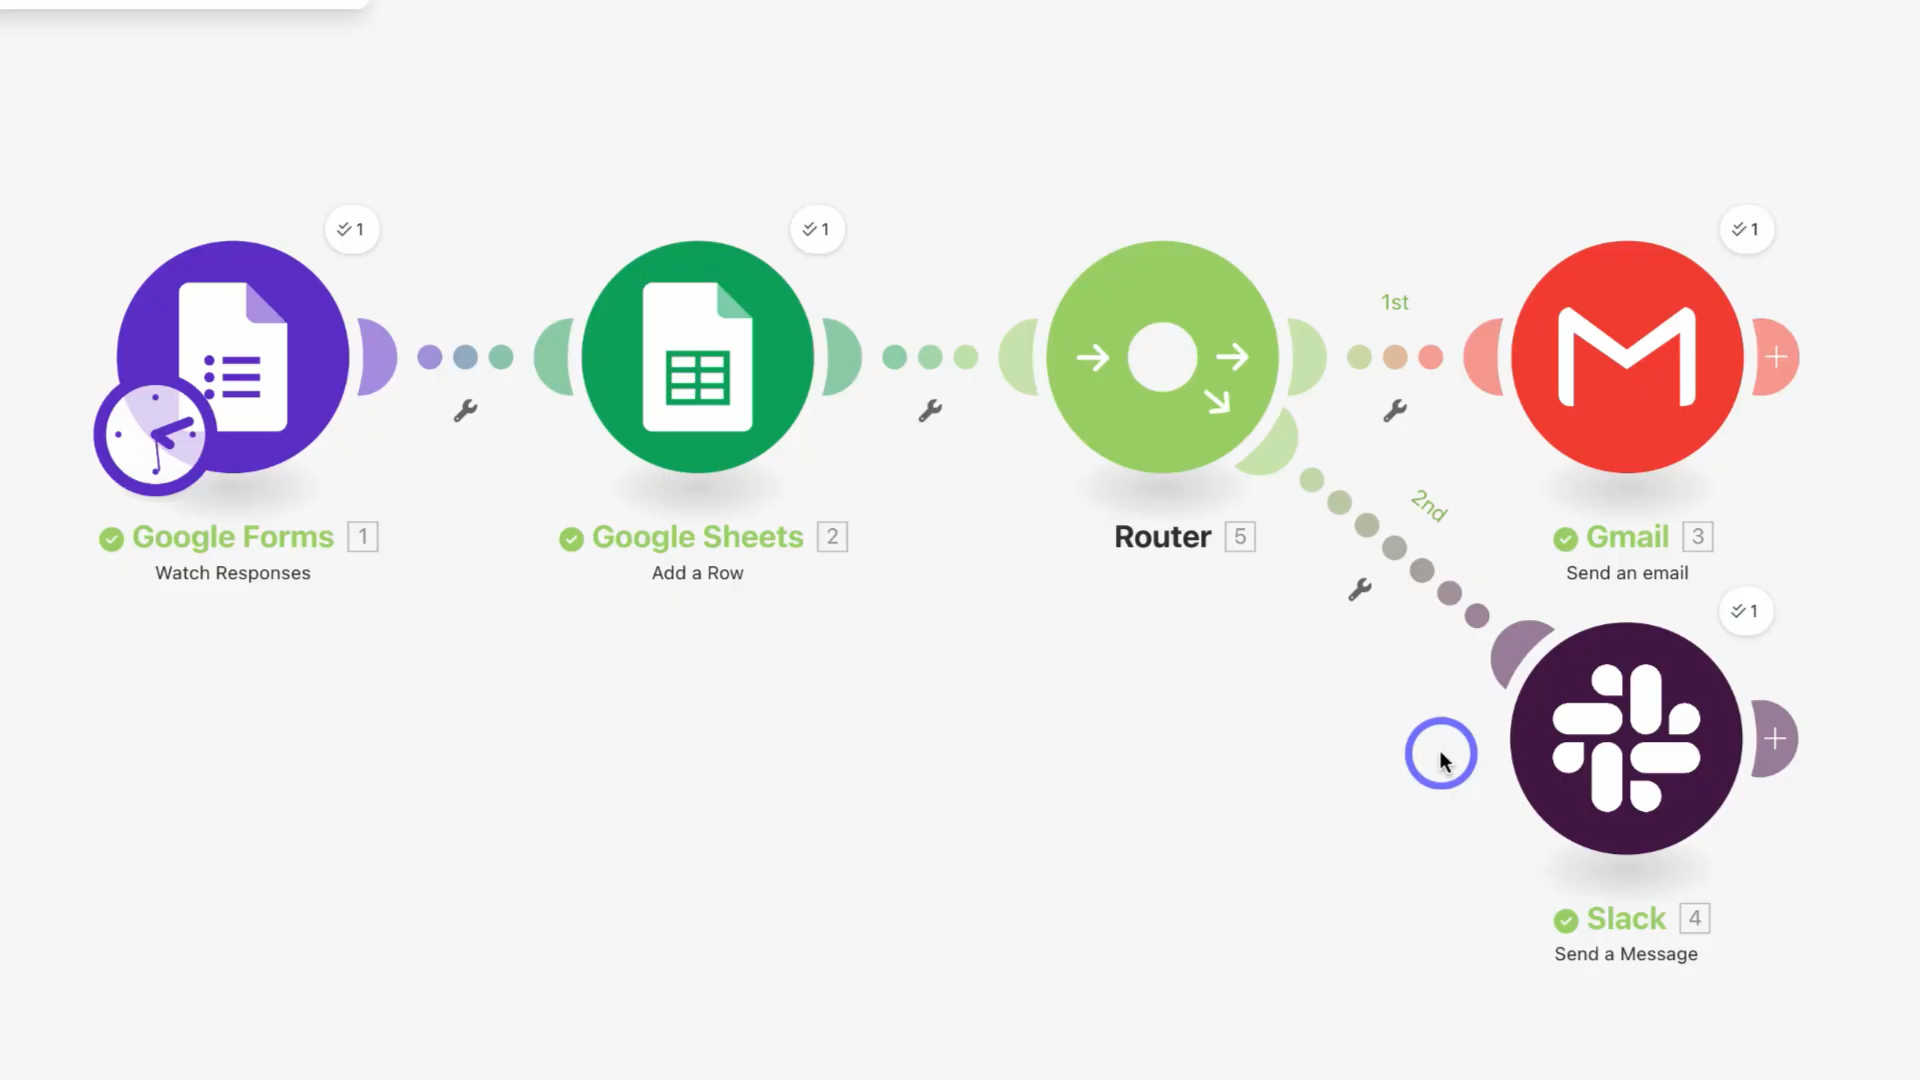 1
1
1
1st
2nd
Google Forms 1
Watch Responses
Google Sheets 2
Add a Row
Router 5
Gmail 3
Send an email
1
Slack 4
Send a Message